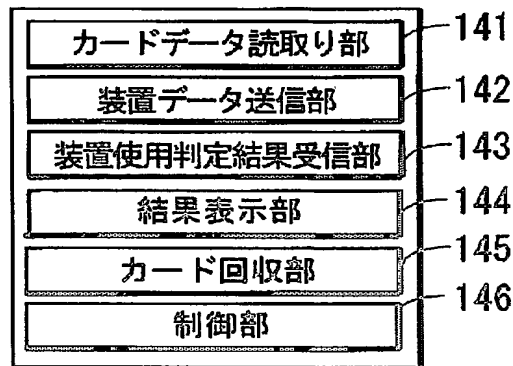 カードデータ読取り部 141
装置データ送信部 142
装置使用判定結果受信部 143
結果表示部 144
カード回収部 145
制御部 146